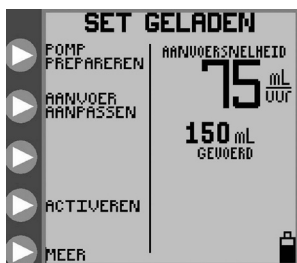 SET GELADEN
POMP
PREPAREREN
AANVOER
AANPASSEN
ACTIVEREN
MEER
AANVOERSNELHEID
75 mL
UUR
150 mL
GEVOERD